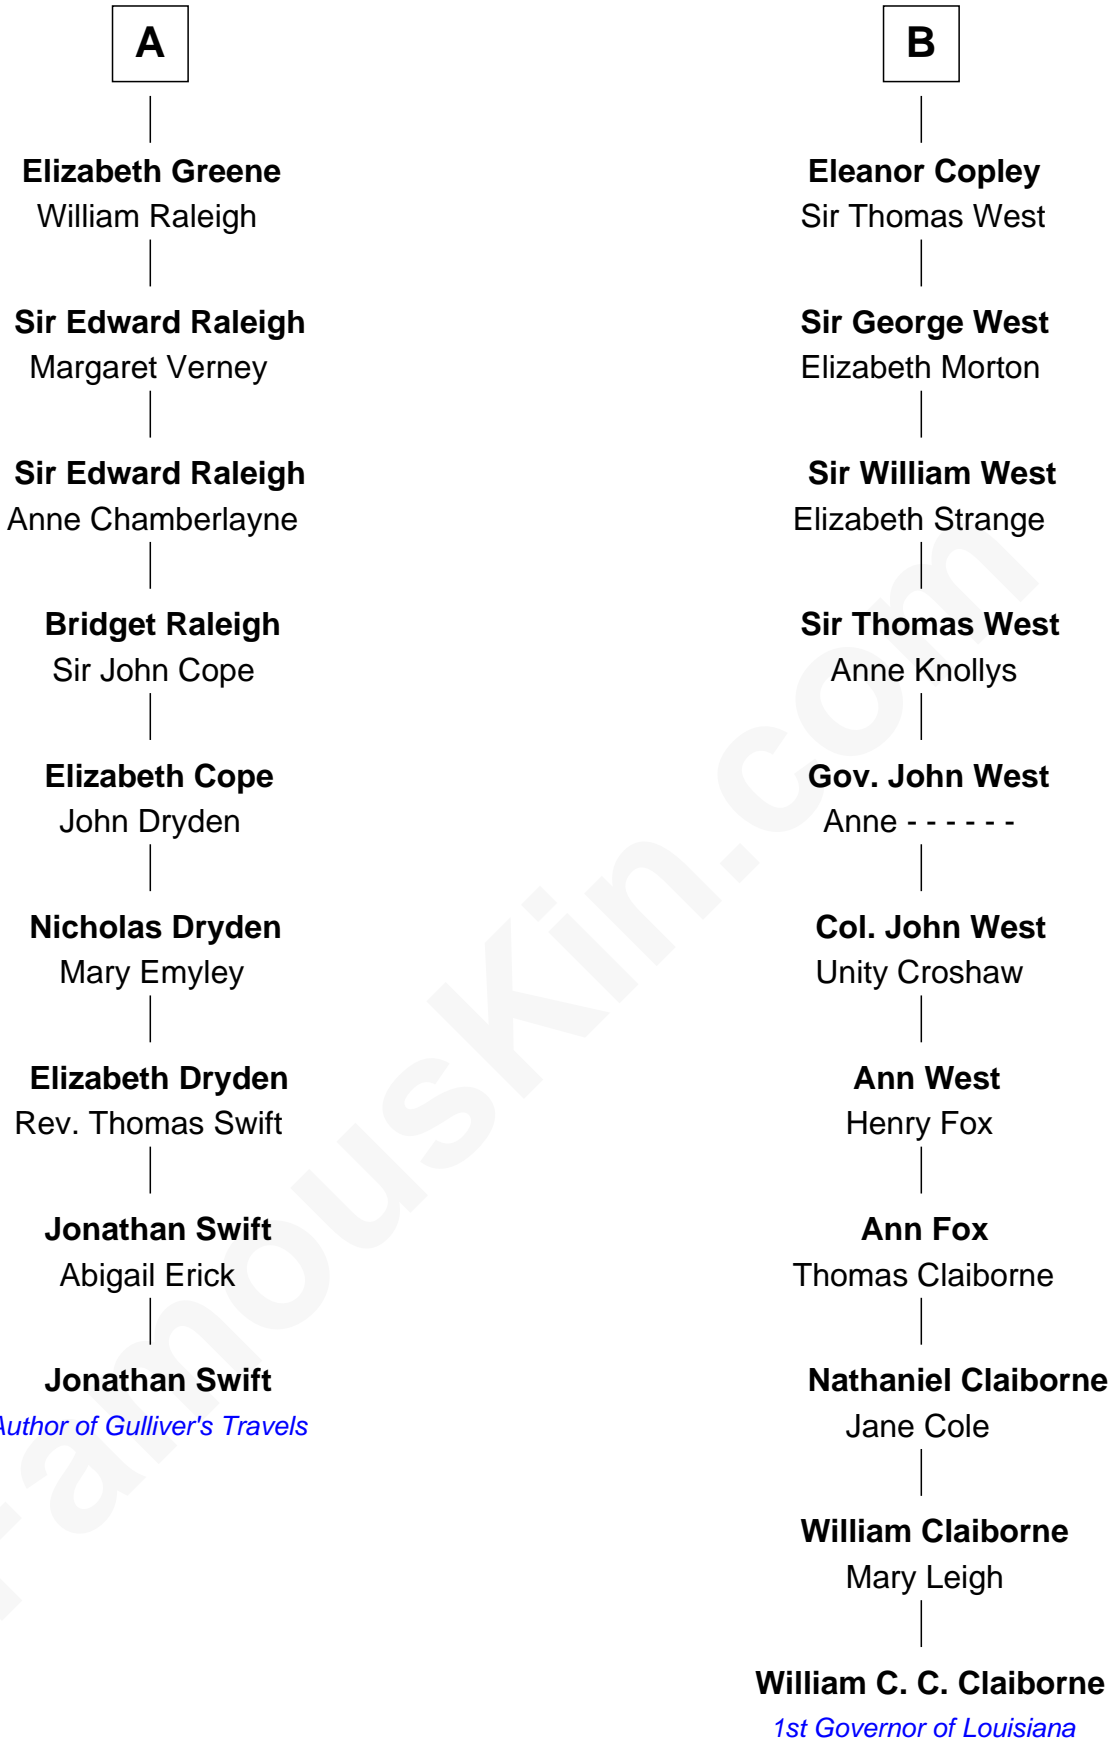 A
Elizabeth Greene
William Raleigh
Sir Edward Raleigh
Margaret Verney
Sir Edward Raleigh
Anne Chamberlayne
Bridget Raleigh
Sir John Cope
Elizabeth Cope
John Dryden
Nicholas Dryden
Mary Emyley
Elizabeth Dryden
Rev. Thomas Swift
Jonathan Swift
Abigail Erick
Jonathan Swift
Author of Gulliver's Travels
B
Eleanor Copley
Sir Thomas West
Sir George West
Elizabeth Morton
Sir William West
Elizabeth Strange
Sir Thomas West
Anne Knollys
Gov. John West
Anne - - - - - -
Col. John West
Unity Croshaw
Ann West
Henry Fox
Ann Fox
Thomas Claiborne
Nathaniel Claiborne
Jane Cole
William Claiborne
Mary Leigh
William C. C. Claiborne
1st Governor of Louisiana
FamousKin.com